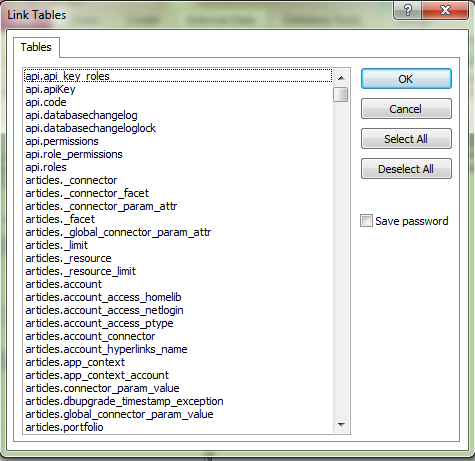 Link Tables
Tables
api.api_key_roles
api.apiKey
api.code
api.databasechangelog
api.databasechangeloglock
api.permissions
api.role_permissions
api.roles
articles._connector
articles._connector_facet
articles._connector_param_attr
articles._facet
articles._global_connector_param_attr
articles._limit
articles._resource
articles._resource_limit
articles.account
articles.account_access_homelib
articles.account_access_netlogin
articles.account_access_ptype
articles.account_connector
articles.account_hyperlinks_name
articles.app_context
articles.app_context_account
articles.connector_param_value
articles.dbupgrade_timestamp_exception
articles.global_connector_param_value
articles.portfolio
OK
Cancel
Select All
Deselect All
Save password